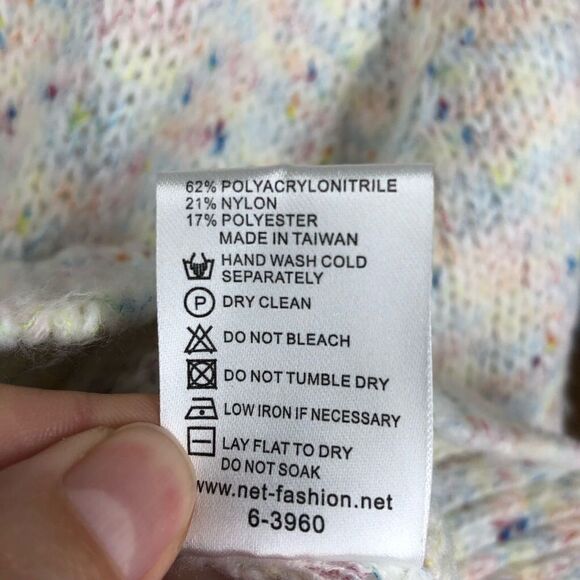 62% POLYACRYLONITRILE
21% NYLON
17% POLYESTER
MADE IN TAIWAN
HAND WASH COLD
SEPARATELY
P DRY CLEAN
DO NOT BLEACH
DO NOT TUMBLE DRY
LOW IRON IF NECESSARY
LAY FLAT TO DRY
DO NOT SOAK
www.net-fashion.net
6-3960